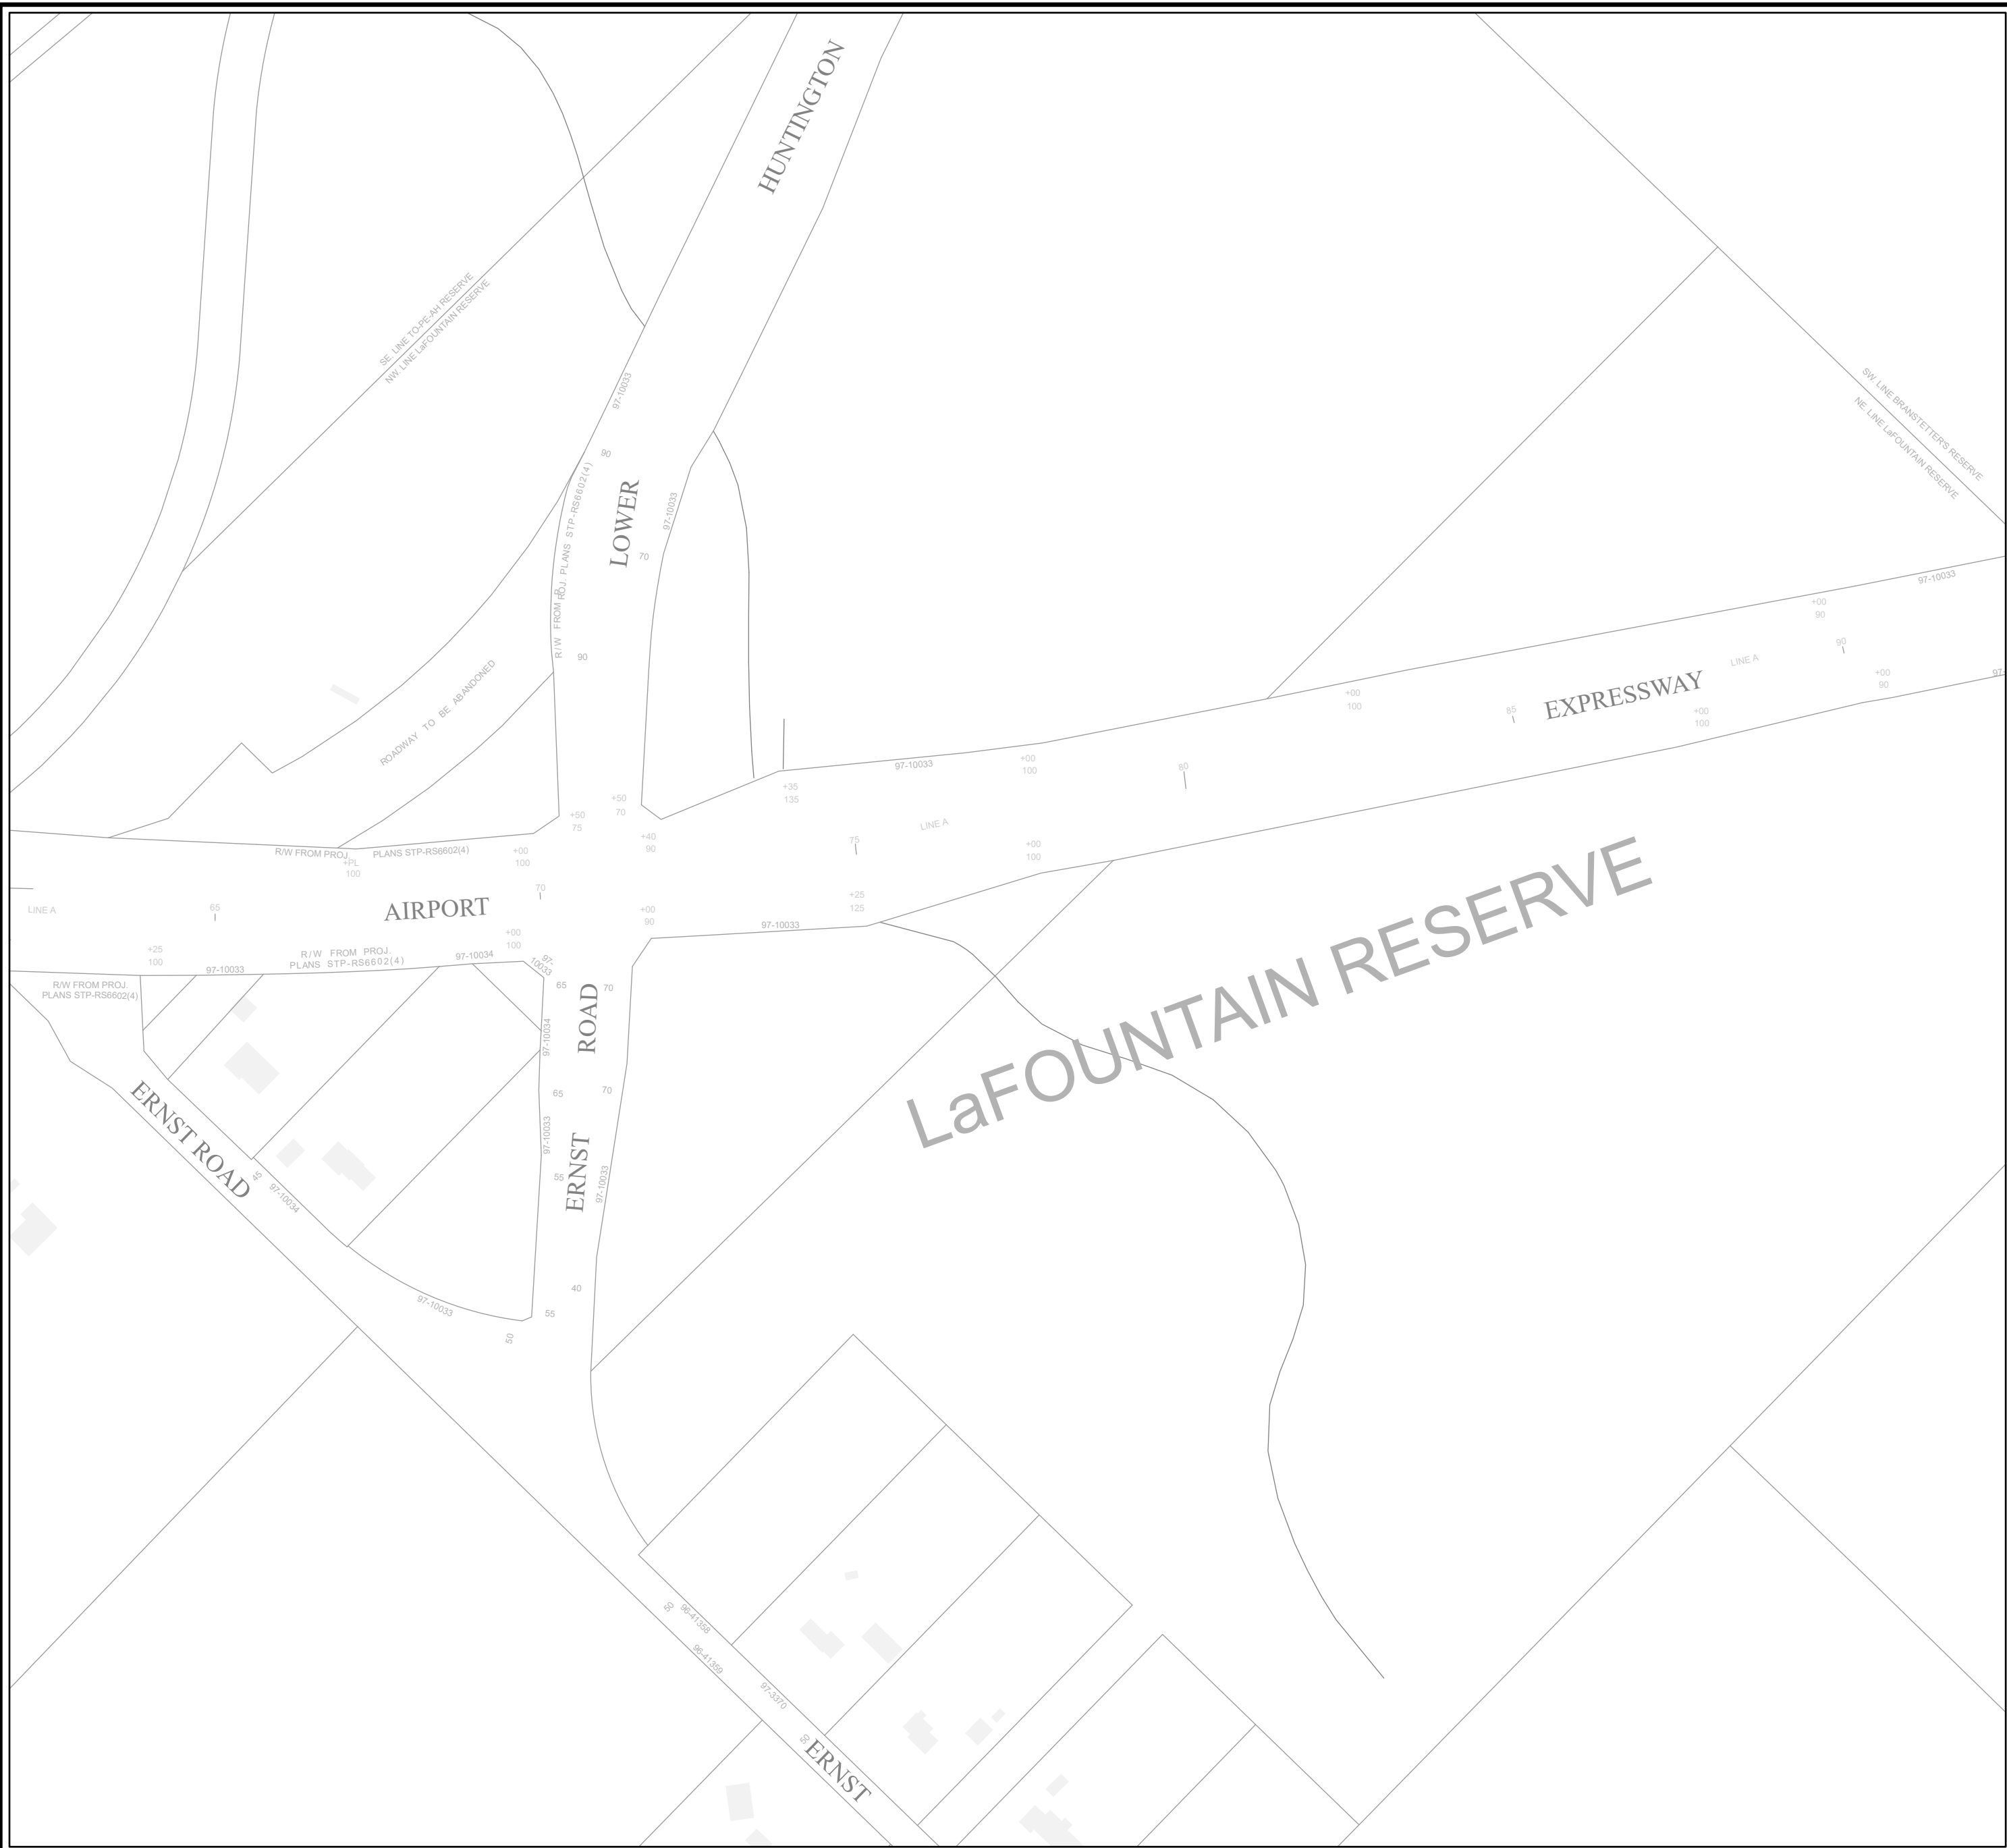 HUNTINGTON
SE. LINE TO-PE-AH RESERVE
NW. LINE LaFOUNTAIN RESERVE
97-10033
SW. LINE BRANSTETTER'S RESERVE
NE. LINE LaFOUNTAIN RESERVE
90
R/W FROM PROJ. PLANS STP-RS6602(4)
LOWER
97-10033
70
97-10033
+00
90
90
LINE A
90
ROADWAY TO BE ABANDONED
+00
90
97-
EXPRESSWAY
+00
100
85
+00
100
97-10033
+00
100
80
+35
135
+50
70
+50
75
LINE A
+40
90
75
+00
100
R/W FROM PROJ. PLANS STP-RS6602(4)
+PL
100
+00
100
70
+25
125
LINE A
65
AIRPORT
+00
90
97-10033
+00
100
+25
100
R/W FROM PROJ.
PLANS STP-RS6602(4)
97-10034
97-10033
97-
10033
R/W FROM PROJ.
PLANS STP-RS6602(4)
65
70
ROAD
97-10034
LaFOUNTAIN RESERVE
65
70
ERNST ROAD
97-10033
55
ERNST
97-10033
45
97-10034
40
97-10033
55
50
50
96-41358
96-41359
97-3370
50
ERNST